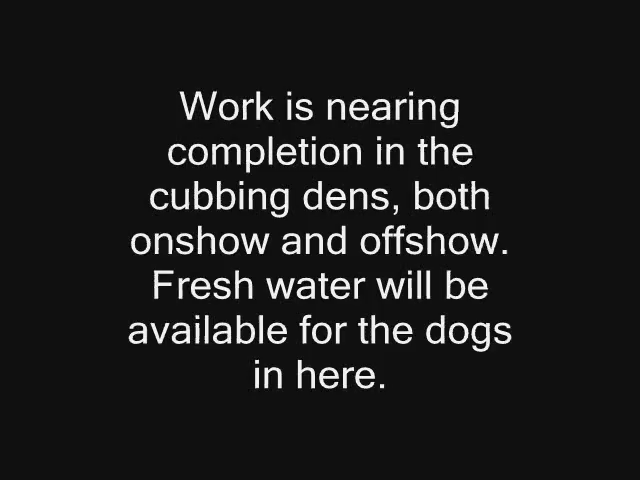 Work is nearing
completion in the
cubbing dens, both
onshow and offshow.
Fresh water will be
available for the dogs
in here.